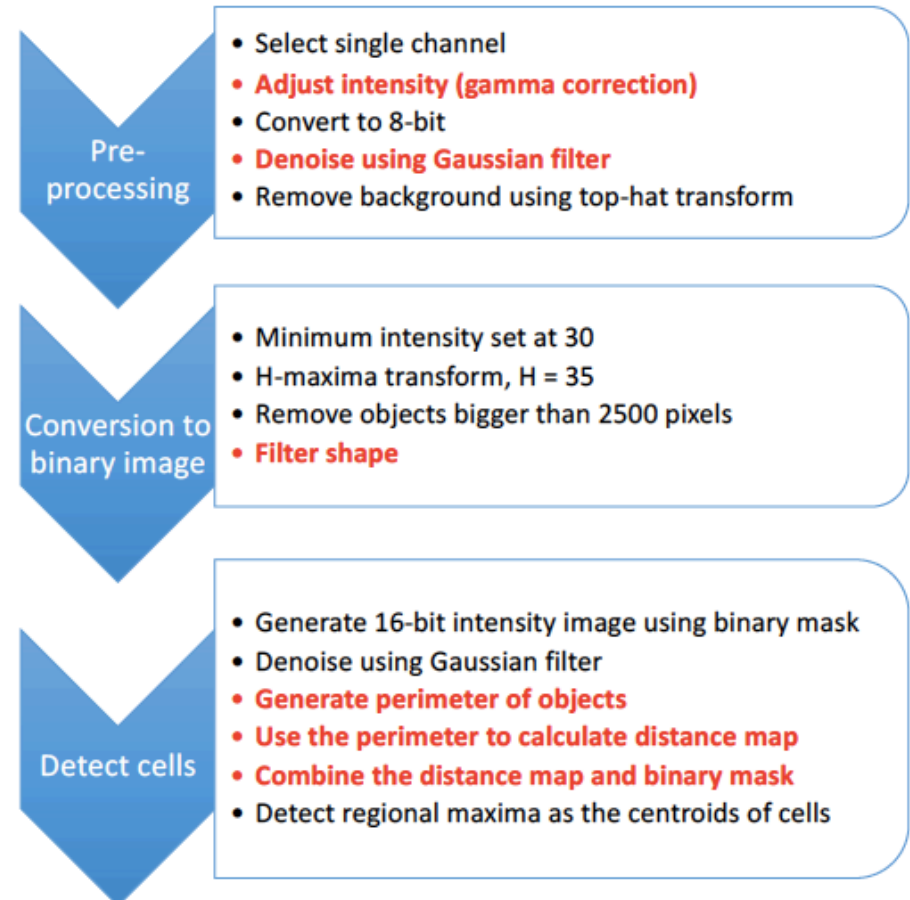 Pre-
processing
• Select single channel
• Adjust intensity (gamma correction)
• Convert to 8-bit
• Denoise using Gaussian filter
• Remove background using top-hat transform
Conversion to
binary image
• Minimum intensity set at 30
• H-maxima transform, H = 35
• Remove objects bigger than 2500 pixels
• Filter shape
Detect cells
• Generate 16-bit intensity image using binary mask
• Denoise using Gaussian filter
• Generate perimeter of objects
• Use the perimeter to calculate distance map
• Combine the distance map and binary mask
• Detect regional maxima as the centroids of cells